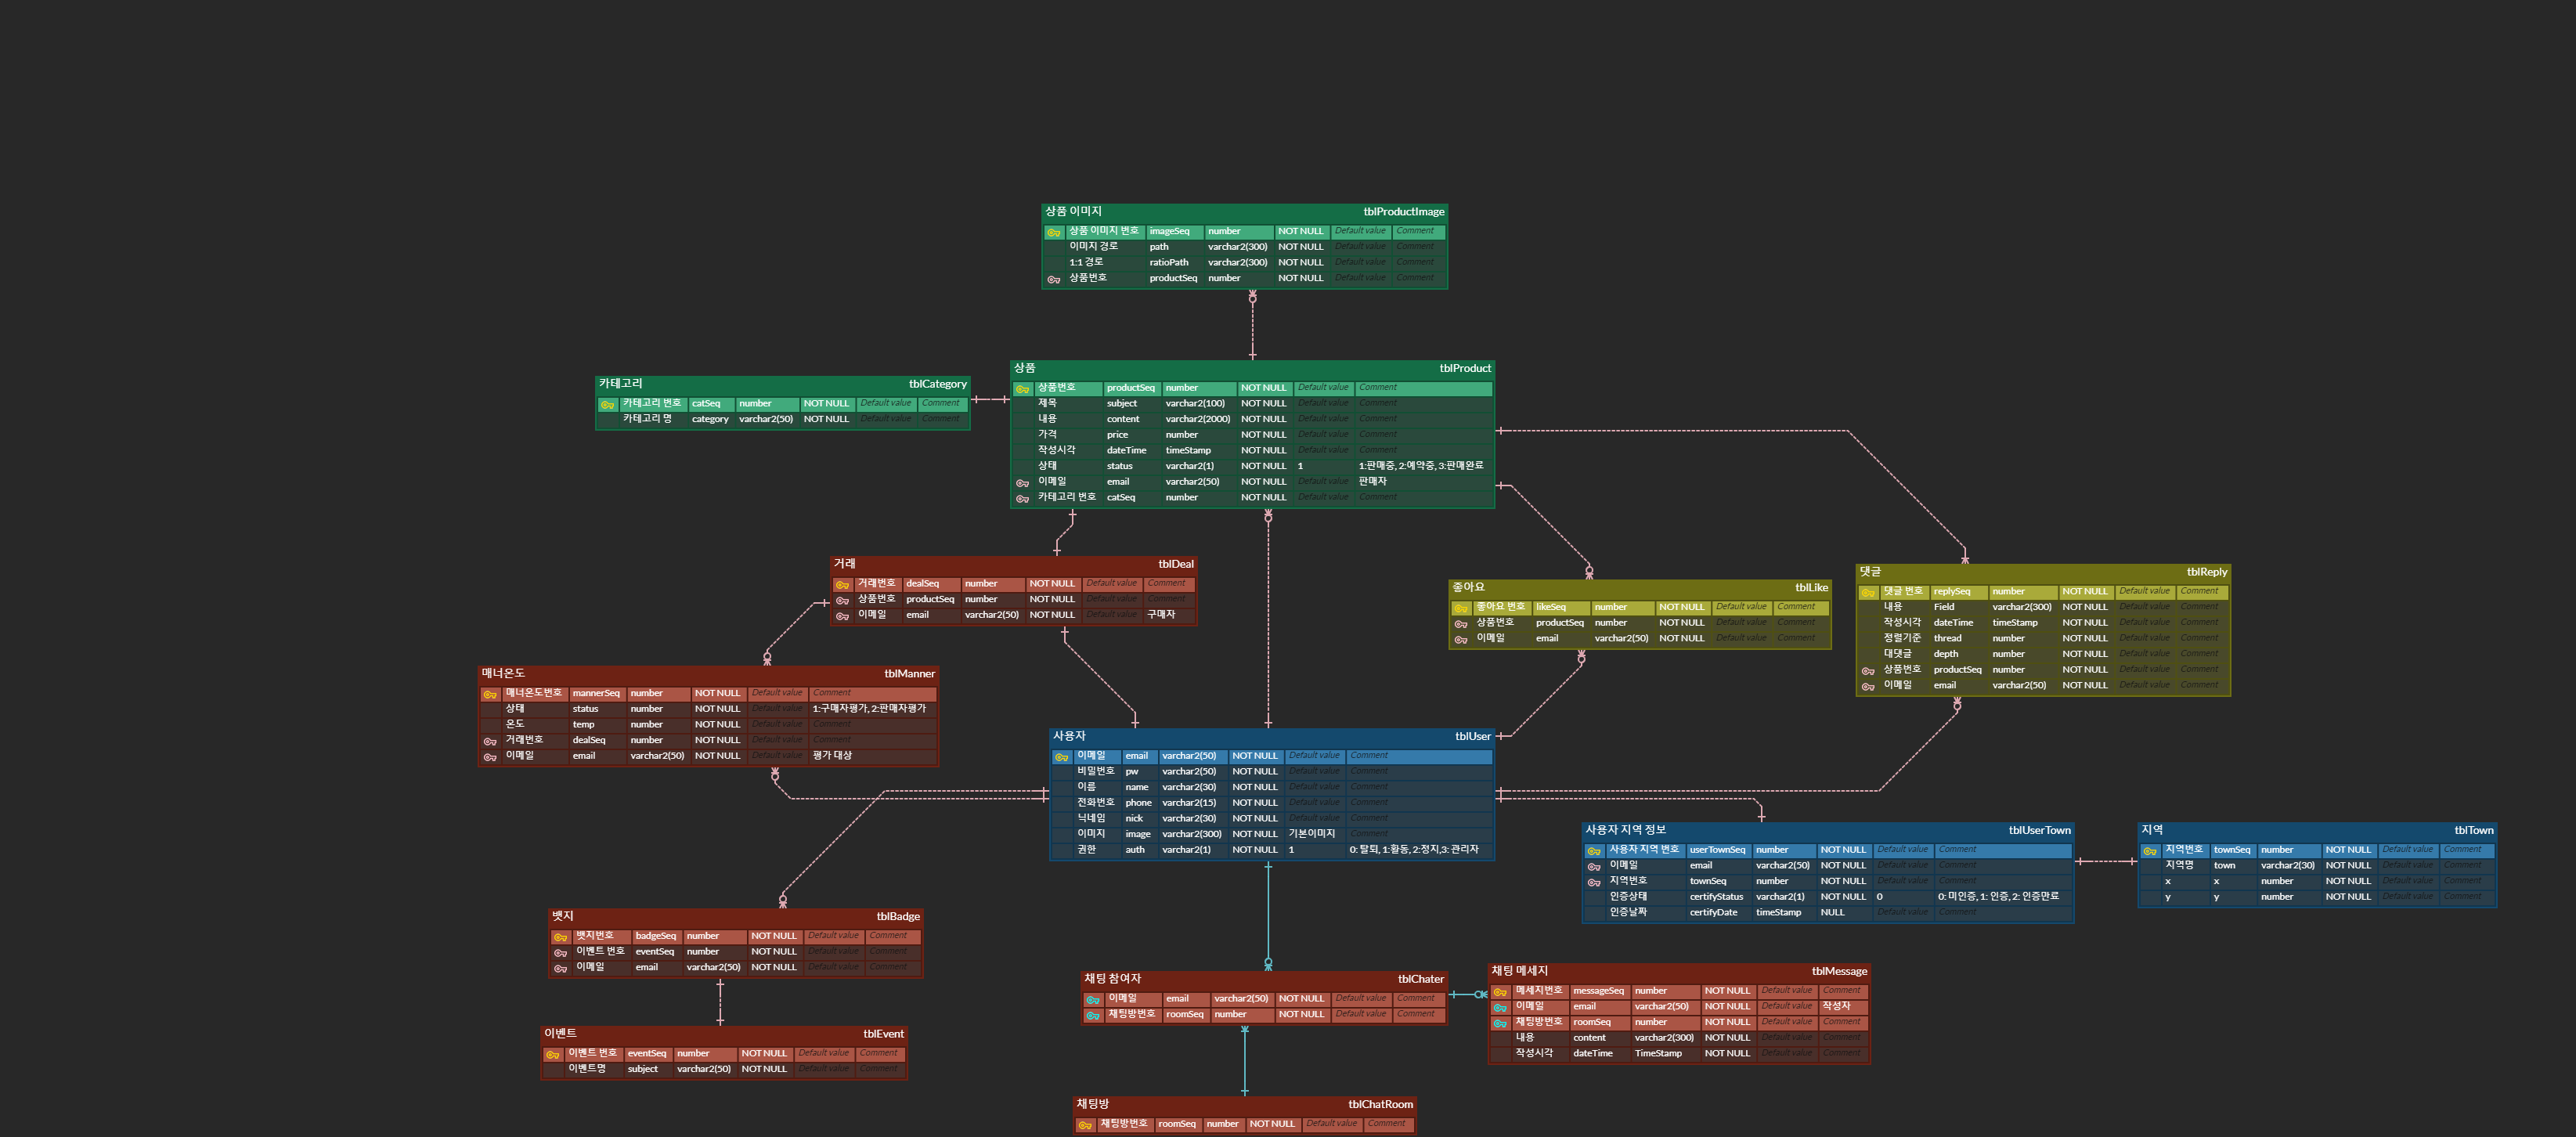 상품 이미지 tblProductImage
상품 이미지 번호 imageSeq number NOT NULL Default value Comment
이미지 경로 path varchar2(300) NOT NULL Default value Comment
1:1 경로 ratioPath varchar2(300) NOT NULL Default value Comment
상품번호 productSeq number NOT NULL Default value Comment
카테고리 tblCategory
카테고리 번호 catSeq number NOT NULL Default value Comment
카테고리 명 category varchar2(50) NOT NULL Default value Comment
상품 tblProduct
상품번호 productSeq number NOT NULL Default value Comment
제목 subject varchar2(100) NOT NULL Default value Comment
내용 content varchar2(2000) NOT NULL Default value Comment
가격 price number NOT NULL Default value Comment
작성시각 dateTime timeStamp NOT NULL Default value Comment
상태 status varchar2(1) NOT NULL 1 1:판매중, 2:예약중, 3:판매완료
이메일 email varchar2(50) NOT NULL Default value 판매자
카테고리 번호 catSeq number NOT NULL Default value Comment
거래 tblDeal
거래번호 dealSeq number NOT NULL Default value Comment
상품번호 productSeq number NOT NULL Default value Comment
이메일 email varchar2(50) NOT NULL Default value 구매자
좋아요 tblLike
좋아요 번호 likeSeq number NOT NULL Default value Comment
상품번호 productSeq number NOT NULL Default value Comment
이메일 email varchar2(50) NOT NULL Default value Comment
댓글 tblReply
댓글 번호 replySeq number NOT NULL Default value Comment
내용 Field varchar2(300) NOT NULL Default value Comment
작성시각 dateTime timeStamp NOT NULL Default value Comment
정렬기준 thread number NOT NULL Default value Comment
대댓글 depth number NOT NULL Default value Comment
상품번호 productSeq number NOT NULL Default value Comment
이메일 email varchar2(50) NOT NULL Default value Comment
매너온도 tblManner
매너온도번호 mannerSeq number NOT NULL Default value Comment
상태 status number NOT NULL Default value 1:구매자평가, 2:판매자평가
온도 temp number NOT NULL Default value Comment
거래번호 dealSeq number NOT NULL Default value Comment
이메일 email varchar2(50) NOT NULL Default value 평가 대상
사용자 tblUser
이메일 email varchar2(50) NOT NULL Default value Comment
비밀번호 pw varchar2(50) NOT NULL Default value Comment
이름 name varchar2(30) NOT NULL Default value Comment
전화번호 phone varchar2(15) NOT NULL Default value Comment
닉네임 nick varchar2(30) NOT NULL Default value Comment
이미지 image varchar2(300) NOT NULL 기본이미지 Comment
권한 auth varchar2(1) NOT NULL 1 0: 탈퇴, 1:활동, 2:정지,3: 관리자
사용자 지역 정보 tblUserTown
사용자 지역 번호 userTownSeq number NOT NULL Default value Comment
이메일 email varchar2(50) NOT NULL Default value Comment
지역번호 townSeq number NOT NULL Default value Comment
인증상태 certifyStatus varchar2(1) NOT NULL 0 0: 미인증, 1: 인증, 2: 인증만료
인증날짜 certifyDate timeStamp NULL Default value Comment
지역 tblTown
지역번호 townSeq number NOT NULL Default value Comment
지역명 town varchar2(30) NOT NULL Default value Comment
x x number NOT NULL Default value Comment
y y number NOT NULL Default value Comment
뱃지 tblBadge
뱃지번호 badgeSeq number NOT NULL Default value Comment
이벤트 번호 eventSeq number NOT NULL Default value Comment
이메일 email varchar2(50) NOT NULL Default value Comment
이벤트 tblEvent
이벤트 번호 eventSeq number NOT NULL Default value Comment
이벤트명 subject varchar2(50) NOT NULL Default value Comment
채팅 참여자 tblChater
이메일 email varchar2(50) NOT NULL Default value Comment
채팅방번호 roomSeq number NOT NULL Default value Comment
채팅 메세지 tblMessage
메세지번호 messageSeq number NOT NULL Default value Comment
이메일 email varchar2(50) NOT NULL Default value 작성자
채팅방번호 roomSeq number NOT NULL Default value Comment
내용 content varchar2(300) NOT NULL Default value Comment
작성시각 dateTime TimeStamp NOT NULL Default value Comment
채팅방 tblChatRoom
채팅방번호 roomSeq number NOT NULL Default value Comment